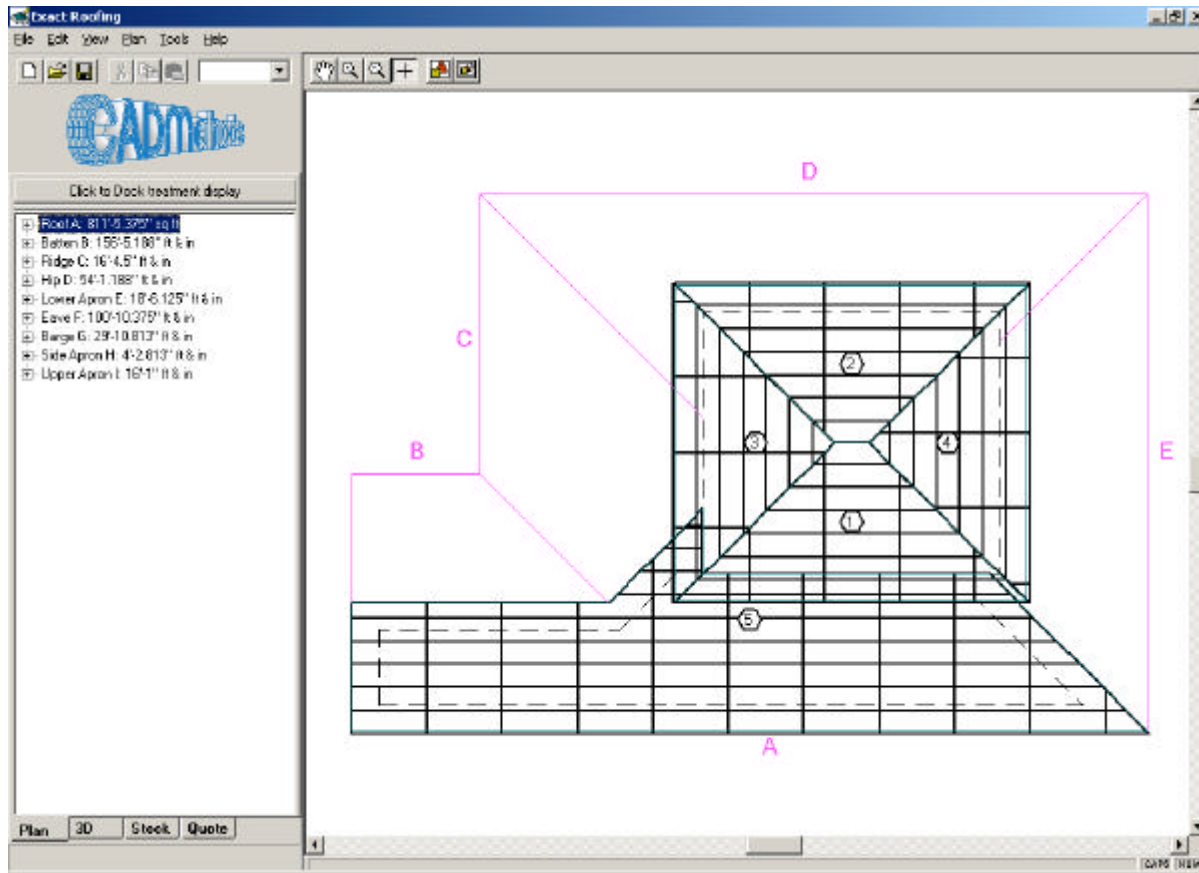 Exact Roofing
File Edit View Plan Tools Help
CADMethods
Click to Dock treatment display
Roof A: 811'-5.375" sq ft
Batten B: 156'-5.188" ft & in
Ridge C: 16'-4.5" ft & in
Hip D: 54'-1.188" ft & in
Lower Apron E: 18'-6.125" ft & in
Eave F: 100'-10.375" ft & in
Barge G: 29'-10.813" ft & in
Side Apron H: 4'-2.813" ft & in
Upper Apron I: 16'-1" ft & in
D
C
2
B
3
4
E
1
5
A
Plan 3D Stock Quote
CAPS NUM